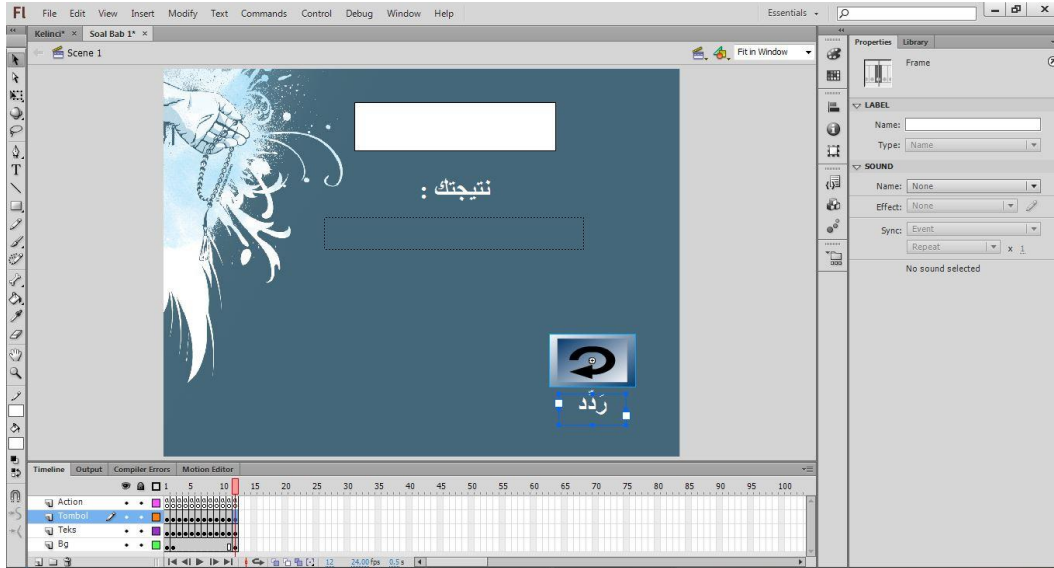 Fl File Edit View Insert Modify Text Commands Control Debug Window Help Essentials
Kelinci* × Soal Bab 1* ×
Scene 1 Fit in Window
Properties Library
Frame
LABEL
Name:
Type: Name
SOUND
Name: None
Effect: None
Sync: Event
Repeat x 1
No sound selected
نتيجتك :
رَدِّد
Timeline Output Compiler Errors Motion Editor
1 5 10 15 20 25 30 35 40 45 50 55 60 65 70 75 80 85 90 95 100
Action
Tombol
Teks
Bg
12 24,00 fps 0,5 s